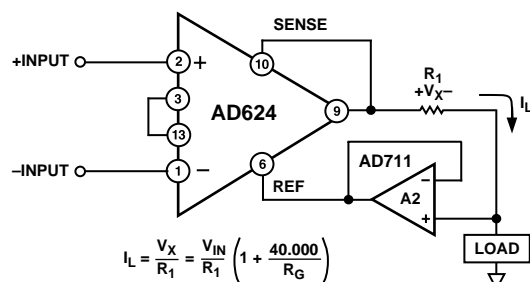 SENSE
+INPUT
2
+
10
R1
+VX–
IL
3
AD624
9
13
AD711
–INPUT
1
–
6
REF
–
A2
+
LOAD
IL = VX/R1 = VIN/R1 (1 + 40.000/RG)